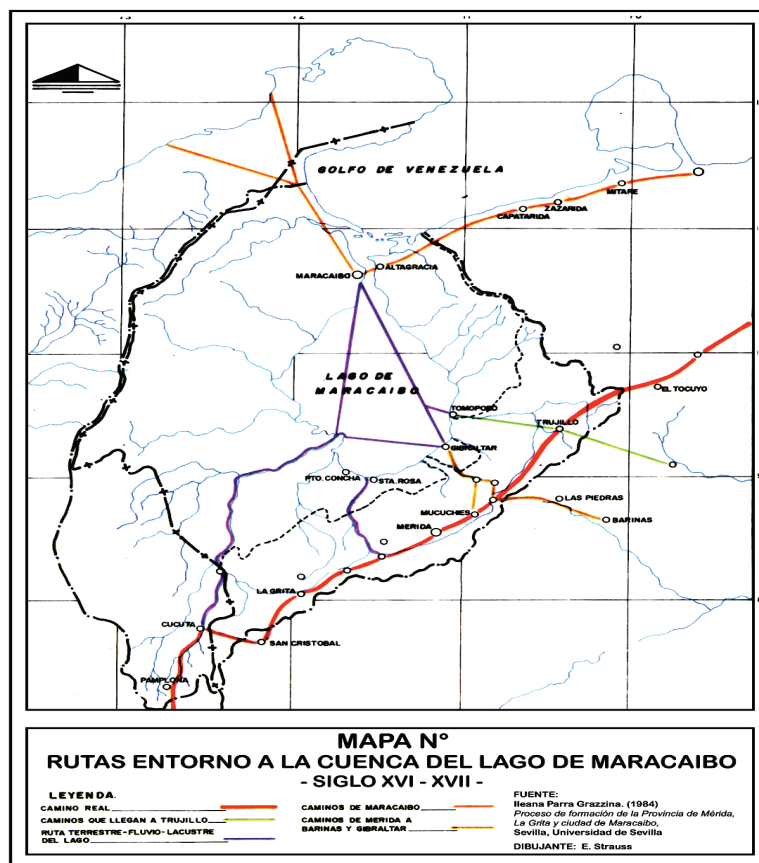 73 72 71 70
GOLFO DE VENEZUELA
MITARE
ZAZARIDA
CAPATARIDA
ALTAGRACIA
MARACAIBO
LAGO DE
MARACAIBO
EL TOCUYO
TOMOPORO
TRUJILLO
GIBRALTAR
PTO. CONCHA
STA. ROSA
LAS PIEDRAS
MUCUCHIES
BARINAS
MERIDA
LA GRITA
CUCUTA
SAN CRISTOBAL
PAMPLONA
MAPA N°
RUTAS ENTORNO A LA CUENCA DEL LAGO DE MARACAIBO
- SIGLO XVI - XVII -
LEYENDA.
CAMINO REAL
CAMINOS QUE LLEGAN A TRUJILLO
RUTA TERRESTRE-FLUVIO-LACUSTRE
DEL LAGO
CAMINOS DE MARACAIBO
CAMINOS DE MERIDA A
BARINAS Y GIBRALTAR
FUENTE:
Ileana Parra Grazzina. (1984)
Proceso de formación de la Provincia de Mérida,
La Grita y ciudad de Maracaibo,
Sevilla, Universidad de Sevilla
DIBUJANTE: E. Strauss